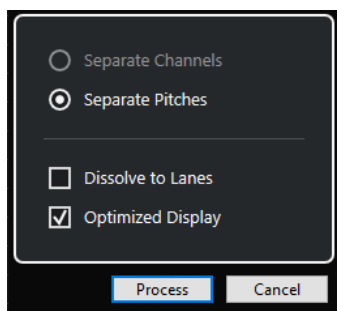 Separate Channels
Separate Pitches
Dissolve to Lanes
Optimized Display
Process
Cancel